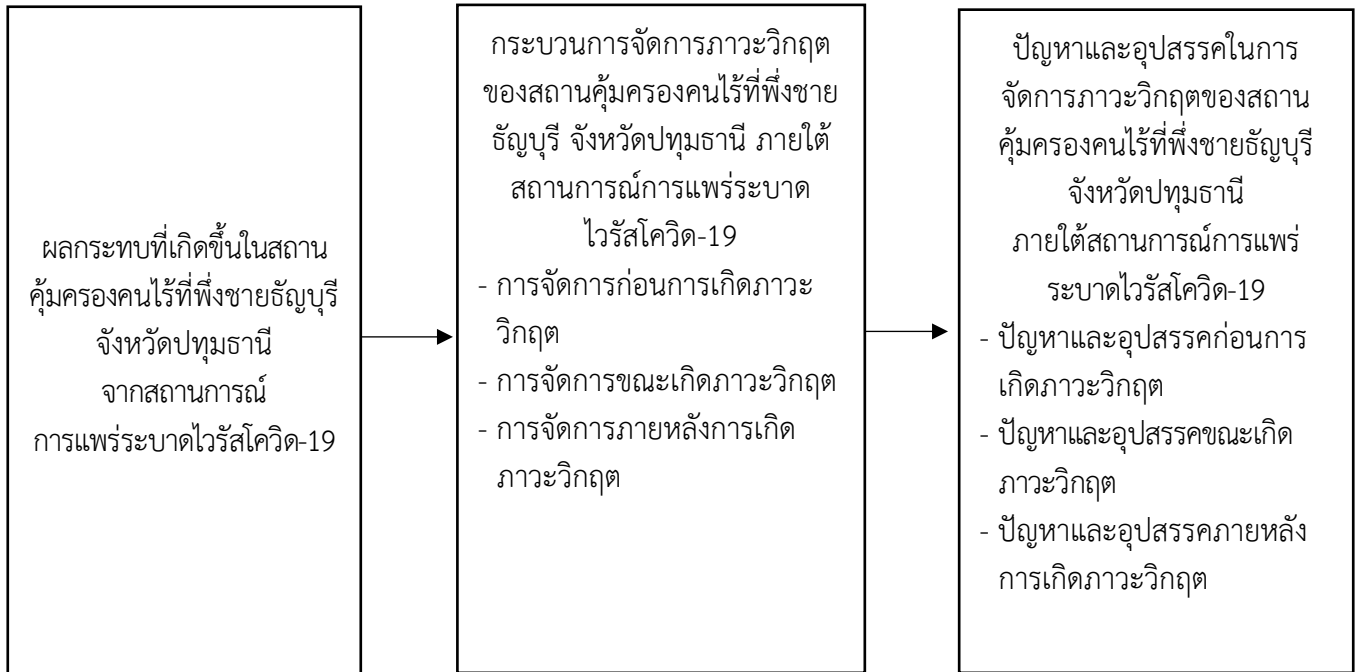 ผลกระทบที่เกิดขึ้นในสถาน
คุ้มครองคนไร้ที่พึ่งชายธัญบุรี
จังหวัดปทุมธานี
จากสถานการณ์
การแพร่ระบาดไวรัสโควิด-19
กระบวนการจัดการภาวะวิกฤต
ของสถานคุ้มครองคนไร้ที่พึ่งชาย
ธัญบุรี จังหวัดปทุมธานี ภายใต้
สถานการณ์การแพร่ระบาด
ไวรัสโควิด-19
- การจัดการก่อนการเกิดภาวะ
วิกฤต
- การจัดการขณะเกิดภาวะวิกฤต
- การจัดการภายหลังการเกิด
ภาวะวิกฤต
ปัญหาและอุปสรรคในการ
จัดการภาวะวิกฤตของสถาน
คุ้มครองคนไร้ที่พึ่งชายธัญบุรี
จังหวัดปทุมธานี
ภายใต้สถานการณ์การแพร่
ระบาดไวรัสโควิด-19
- ปัญหาและอุปสรรคก่อนการ
เกิดภาวะวิกฤต
- ปัญหาและอุปสรรคขณะเกิด
ภาวะวิกฤต
- ปัญหาและอุปสรรคภายหลัง
การเกิดภาวะวิกฤต